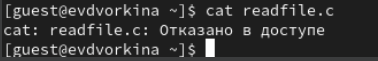 [guest@evdvorkina ~]$ cat readfile.c
cat: readfile.c: Отказано в доступе
[guest@evdvorkina ~]$